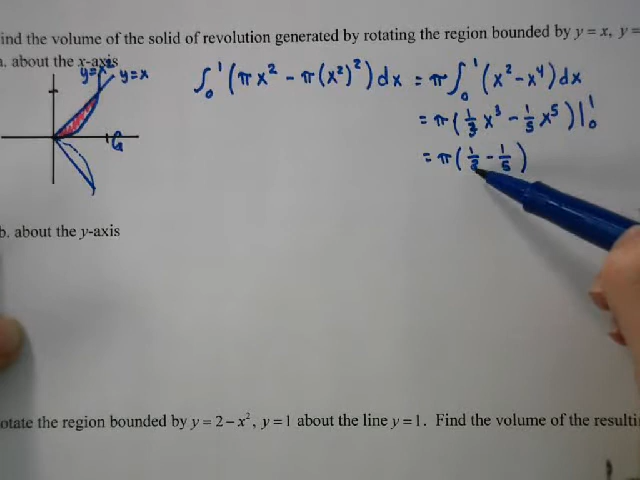 ind the volume of the solid of revolution generated by rotating the region bounded by y = x, y =
a. about the x-axis
y=x² y=x
∫₀¹(πx² − π(x²)²)dx = π∫₀¹(x² − x⁴)dx
= π(⅓x³ − ⅕x⁵)|₀¹
= π(⅓ − ⅕)
b. about the y-axis
otate the region bounded by y = 2 − x², y = 1 about the line y = 1. Find the volume of the resulti